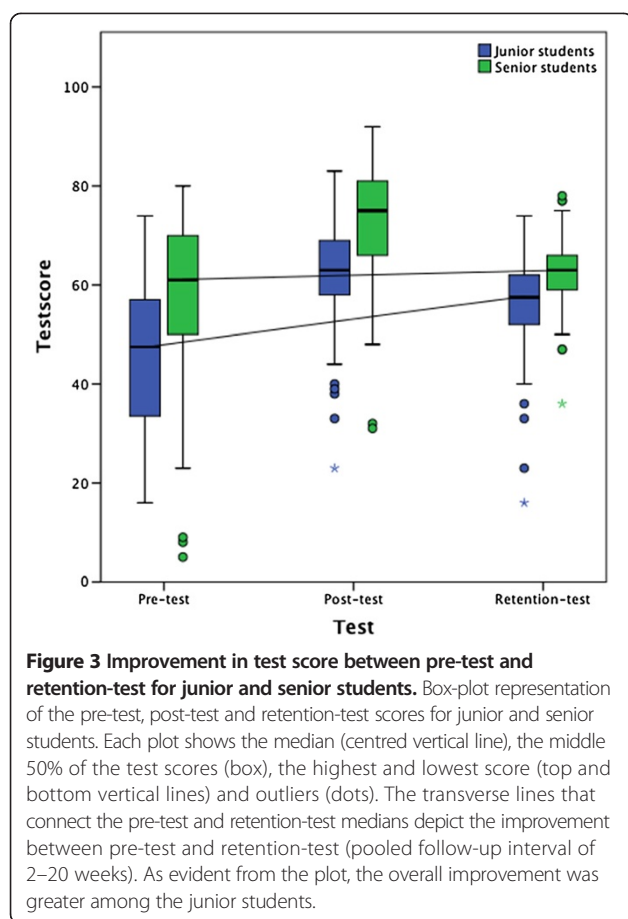 Junior students
Senior students
100
80
60
40
20
0
Testscore
Pre-test
Post-test
Retention-test
Test
Figure 3 Improvement in test score between pre-test and
retention-test for junior and senior students. Box-plot representation
of the pre-test, post-test and retention-test scores for junior and senior
students. Each plot shows the median (centred vertical line), the middle
50% of the test scores (box), the highest and lowest score (top and
bottom vertical lines) and outliers (dots). The transverse lines that
connect the pre-test and retention-test medians depict the improvement
between pre-test and retention-test (pooled follow-up interval of
2–20 weeks). As evident from the plot, the overall improvement was
greater among the junior students.